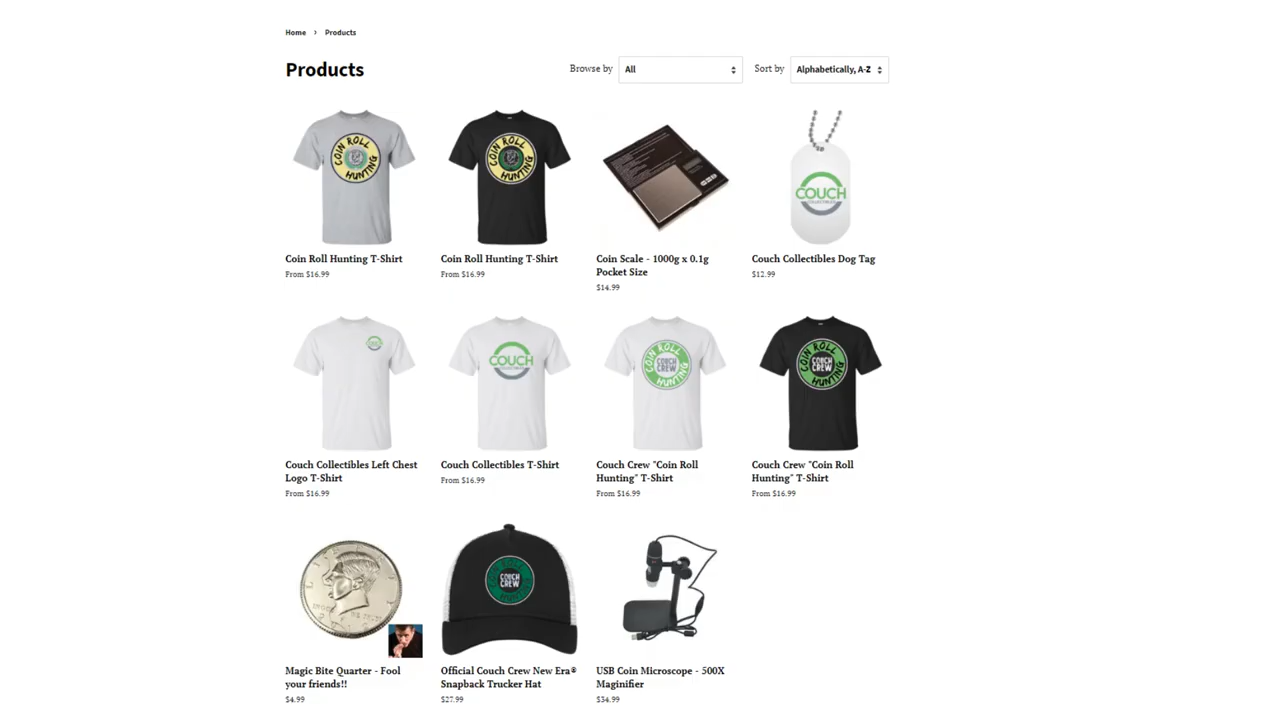 Home › Products
Products
Browse by
All
Sort by
Alphabetically, A-Z
COIN ROLL
HUNTING
COIN ROLL
HUNTING
COUCH
COLLECTIBLES
Coin Roll Hunting T-Shirt
From $16.99
Coin Roll Hunting T-Shirt
From $16.99
Coin Scale - 1000g x 0.1g
Pocket Size
$14.99
Couch Collectibles Dog Tag
$12.99
COUCH
COUCH
COLLECTIBLES
COIN ROLL
COUCH
CREW
HUNTING
COIN ROLL
COUCH
CREW
HUNTING
Couch Collectibles Left Chest
Logo T-Shirt
From $16.99
Couch Collectibles T-Shirt
From $16.99
Couch Crew "Coin Roll
Hunting" T-Shirt
From $16.99
Couch Crew "Coin Roll
Hunting" T-Shirt
From $16.99
COIN ROLL
COUCH
CREW
HUNTING
Magic Bite Quarter - Fool
your friends!!
$4.99
Official Couch Crew New Era®
Snapback Trucker Hat
$27.99
USB Coin Microscope - 500X
Maginifier
$34.99